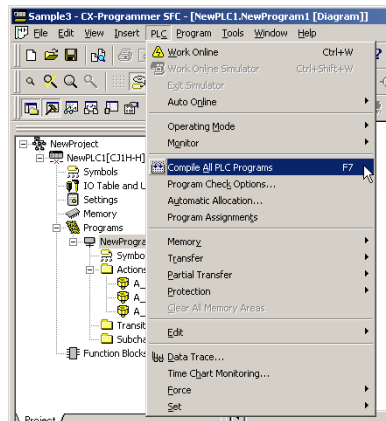 Sample3 - CX-Programmer SFC - [NewPLC1.NewProgram1 [Diagram]]
File Edit View Insert PLC Program Tools Window Help
Work Online Ctrl+W
Work Online Simulator Ctrl+Shift+W
Exit Simulator
Auto Online
Operating Mode
Monitor
Compile All PLC Programs F7
Program Check Options...
Automatic Allocation...
Program Assignments
Memory
Transfer
Partial Transfer
Protection
Clear All Memory Areas
Edit
Data Trace...
Time Chart Monitoring...
Force
Set
NewProject
NewPLC1[CJ1H-H]
Symbols
IO Table and U
Settings
Memory
Programs
NewProgra
Symbo
Actions
A_
A_
A_
Transit
Subcha
Function Blocks
Project